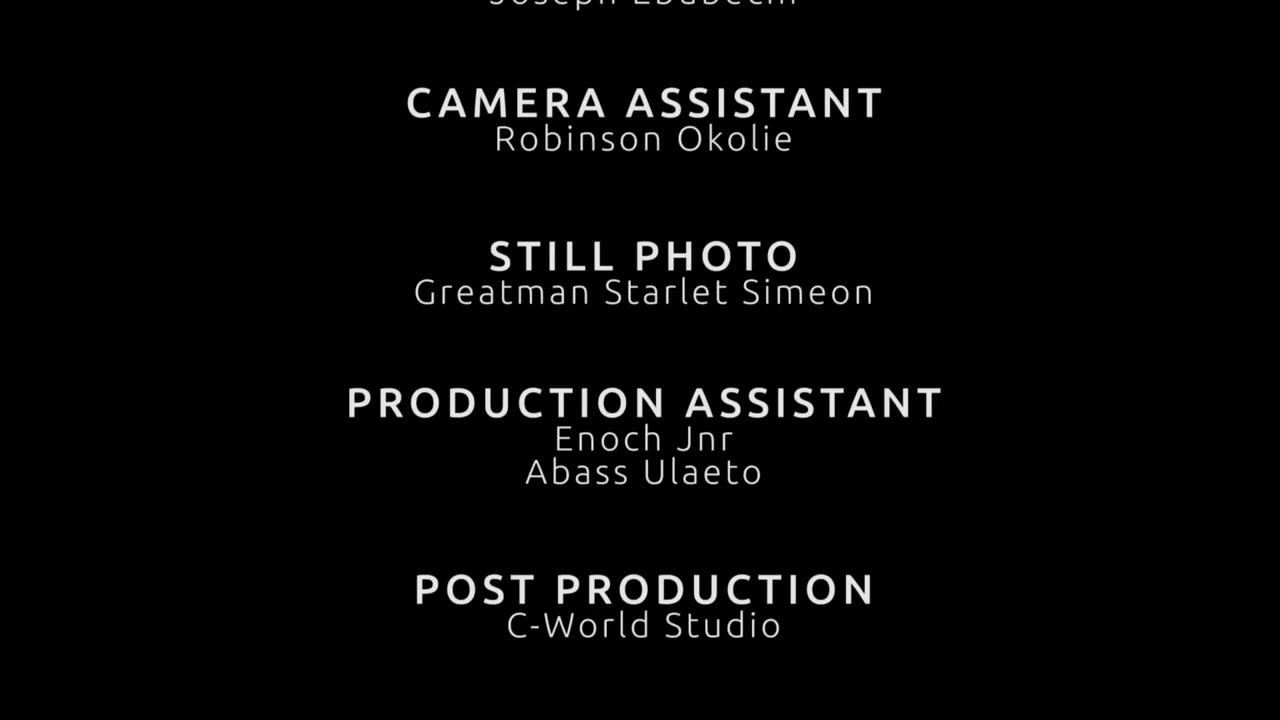 Joseph
CAMERA ASSISTANT
Robinson Okolie
STILL PHOTO
Greatman Starlet Simeon
PRODUCTION ASSISTANT
Enoch Jnr
Abass Ulaeto
POST PRODUCTION
C-World Studio